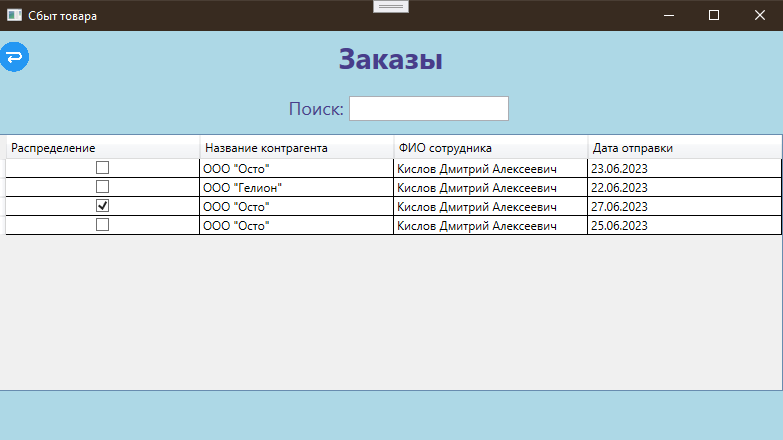 Сбыт товара
Заказы
Поиск:
Распределение Название контрагента ФИО сотрудника Дата отправки
ООО "Осто" Кислов Дмитрий Алексеевич 23.06.2023
ООО "Гелион" Кислов Дмитрий Алексеевич 22.06.2023
ООО "Осто" Кислов Дмитрий Алексеевич 27.06.2023
ООО "Осто" Кислов Дмитрий Алексеевич 25.06.2023